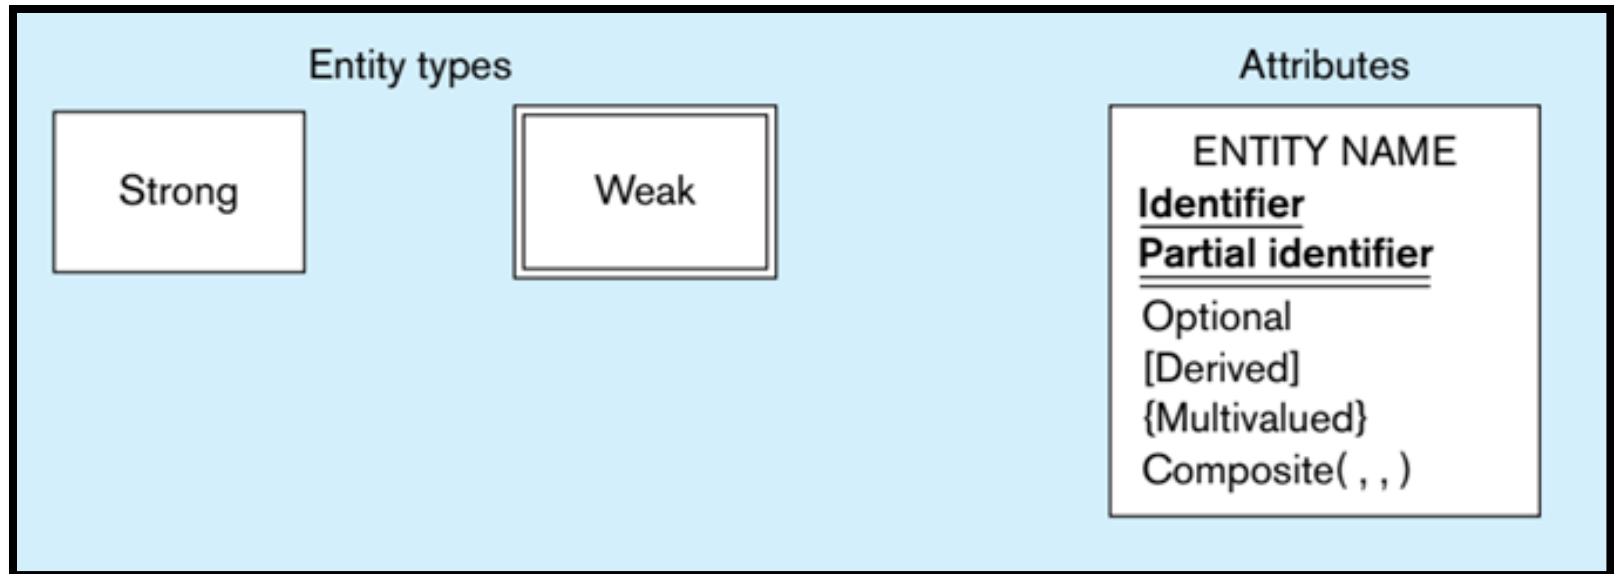 Entity types
Attributes
Strong
Weak
ENTITY NAME
Identifier
Partial identifier
Optional
[Derived]
{Multivalued}
Composite( , , )